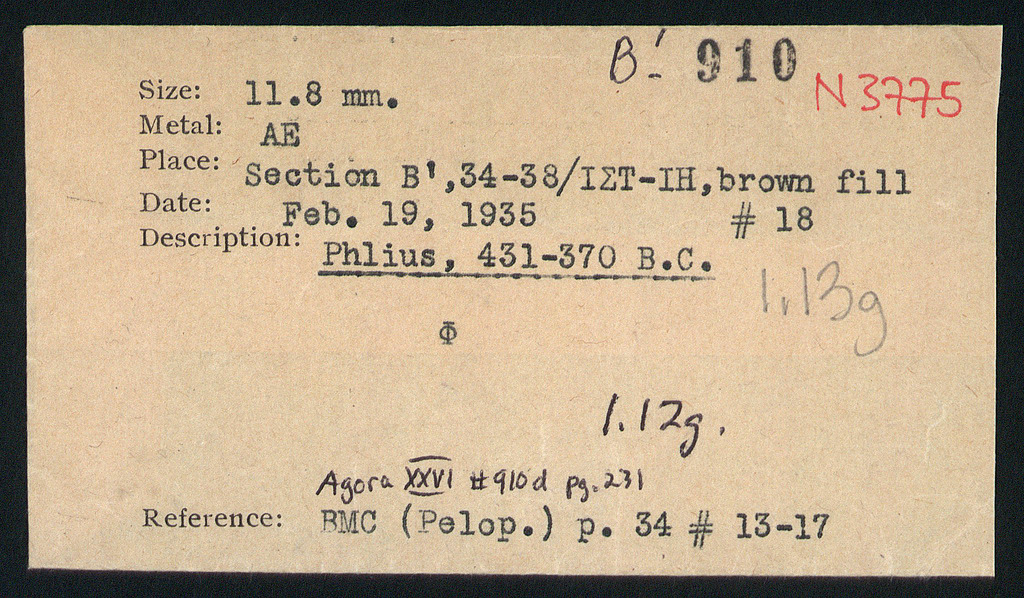 B' 910
N 3775
Size: 11.8 mm.
Metal: AE
Place: Section B',34-38/ΙΣΤ-ΙΗ,brown fill
Date: Feb. 19, 1935 # 18
Description: Phlius, 431-370 B.C.
1.13g
Φ
1.12g.
Agora XXVI #910d pg. 231
Reference: BMC (Pelop.) p. 34 # 13-17